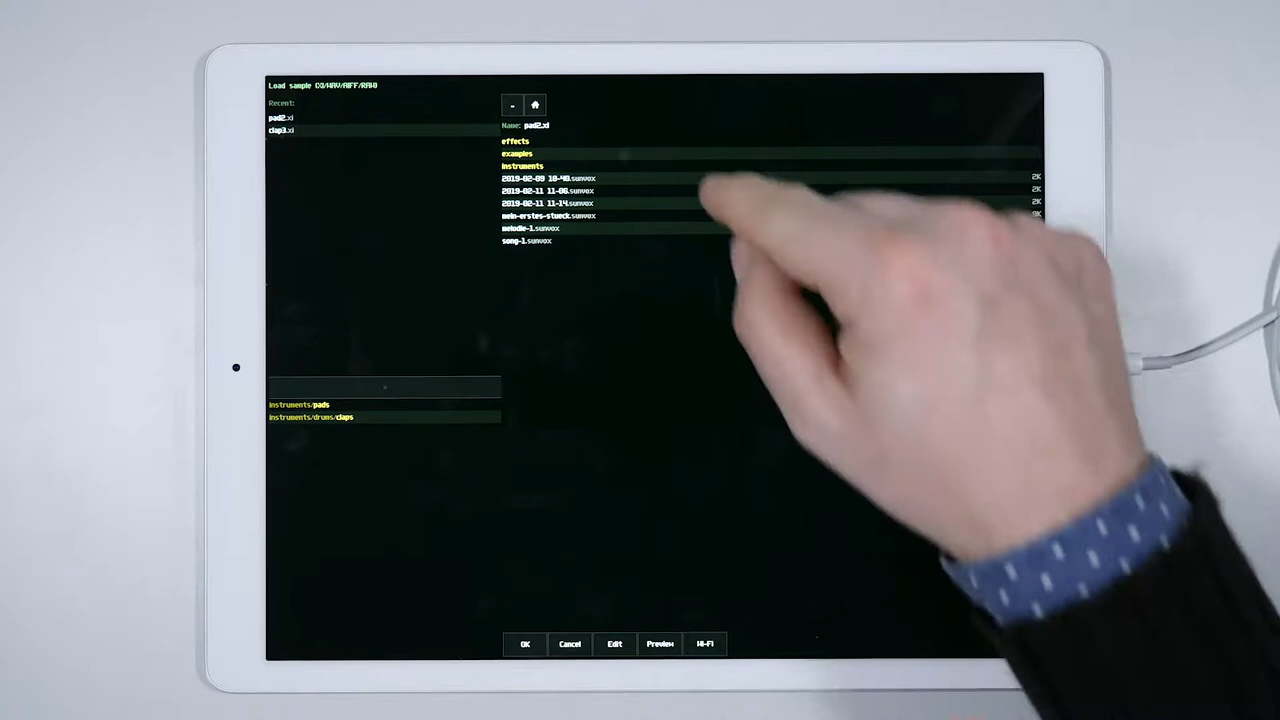 Load sample (XI/WAV/AIFF/RAW)
Recent:
pad2.xi
clap3.xi
instruments/pads
instruments/drums/claps
Name: pad2.xi
effects
examples
instruments
2019-02-09 10-40.sunvox 2K
2019-02-11 11-06.sunvox 2K
2019-02-11 11-14.sunvox 2K
mein-erstes-stueck.sunvox
melodie-1.sunvox
song-1.sunvox
OK Cancel Edit Preview Wi-Fi